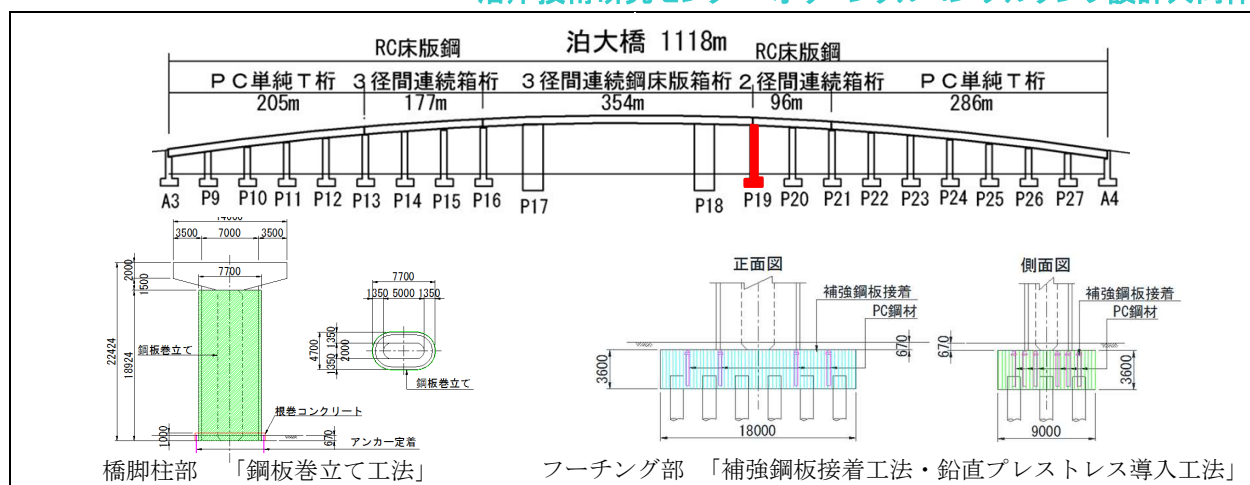 泊大橋 1118m
RC床版鋼
RC床版鋼
PC単純T桁
3径間連続箱桁
3径間連続鋼床版箱桁
2径間連続箱桁
PC単純T桁
205m
177m
354m
96m
286m
A3 P9 P10 P11 P12 P13 P14 P15 P16 P17 P18 P19 P20 P21 P22 P23 P24 P25 P26 P27 A4
3500 7000 3500
7700
2000
1500
22424
18924
1000
670
鋼板巻立て
根巻コンクリート
アンカー定着
7700
1350 5000 1350
4700
1350
2000
1350
鋼板巻立て
正面図
補強鋼板接着
PC鋼材
670
3600
18000
側面図
補強鋼板接着
PC鋼材
670
3600
9000
橋脚柱部 「鋼板巻立て工法」
フーチング部 「補強鋼板接着工法・鉛直プレストレス導入工法」